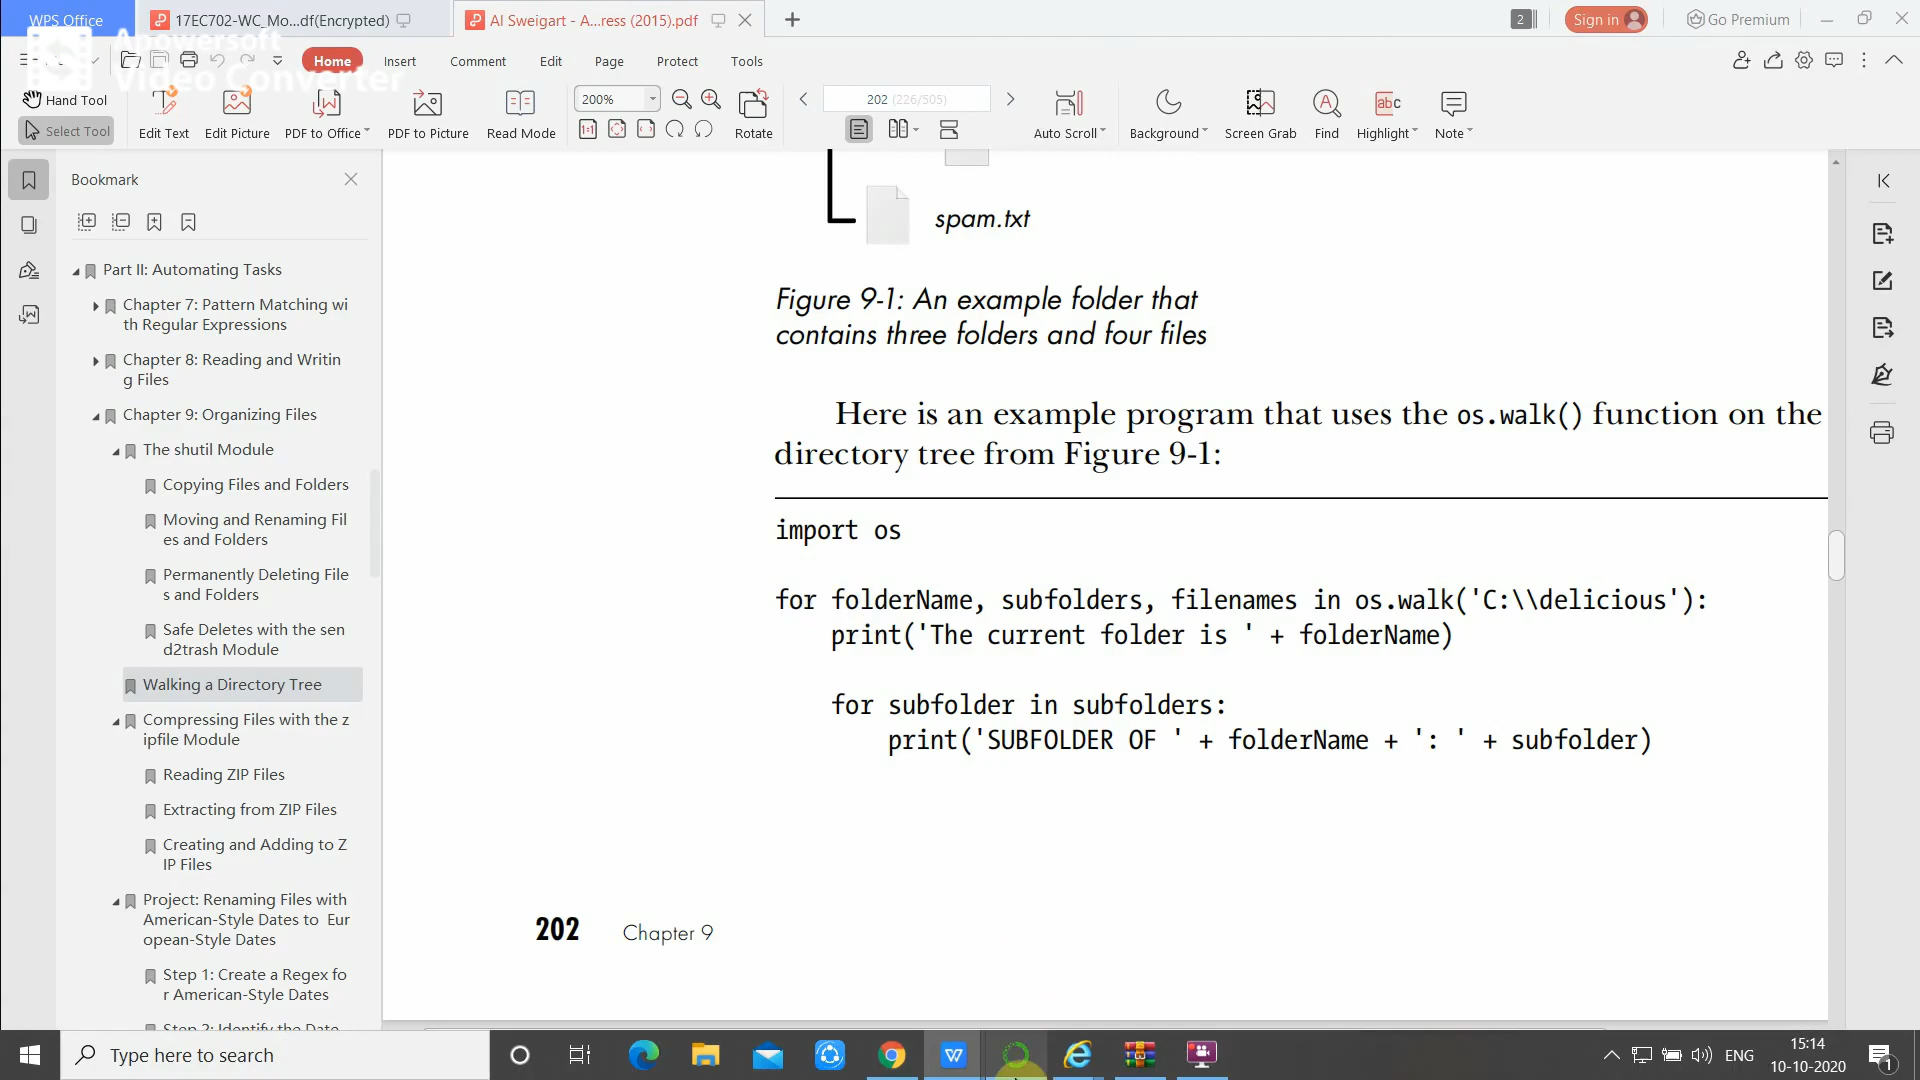 WPS Office
17EC702-WC_Mo...df(Encrypted)
Al Sweigart - A...ress (2015).pdf
2
Sign in
Go Premium
Apowersoft
Video Converter
Home
Insert
Comment
Edit
Page
Protect
Tools
Hand Tool
Select Tool
Edit Text
Edit Picture
PDF to Office
PDF to Picture
Read Mode
200%
Rotate
202 (226/505)
Auto Scroll
Background
Screen Grab
Find
Highlight
Note
Bookmark
Part II: Automating Tasks
Chapter 7: Pattern Matching wi
th Regular Expressions
Chapter 8: Reading and Writin
g Files
Chapter 9: Organizing Files
The shutil Module
Copying Files and Folders
Moving and Renaming Fil
es and Folders
Permanently Deleting File
s and Folders
Safe Deletes with the sen
d2trash Module
Walking a Directory Tree
Compressing Files with the z
ipfile Module
Reading ZIP Files
Extracting from ZIP Files
Creating and Adding to Z
IP Files
Project: Renaming Files with
American-Style Dates to Eur
opean-Style Dates
Step 1: Create a Regex fo
r American-Style Dates
Step 2: Identify the Date
spam.txt
Figure 9-1: An example folder that
contains three folders and four files
Here is an example program that uses the os.walk() function on the
directory tree from Figure 9-1:
import os
for folderName, subfolders, filenames in os.walk('C:\\delicious'):
print('The current folder is ' + folderName)
for subfolder in subfolders:
print('SUBFOLDER OF ' + folderName + ': ' + subfolder)
202 Chapter 9
Type here to search
ENG
15:14
10-10-2020
1